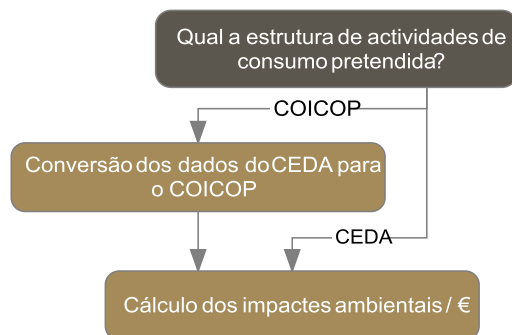 Qual a estrutura de actividades de
consumo pretendida?
COICOP
Conversão dos dados do CEDA para
o COICOP
CEDA
Cálculo dos impactes ambientais / €